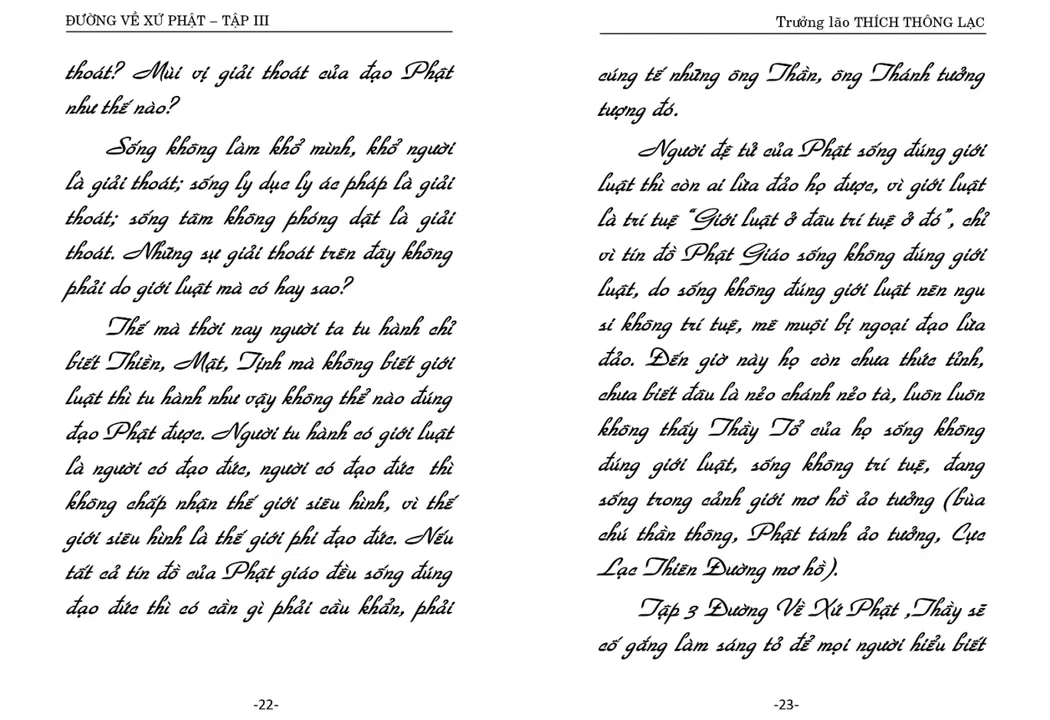 ĐƯỜNG VỀ XỨ PHẬT – TẬP III
thoát? Mùi vị giải thoát của đạo Phật
như thế nào?
Sống không làm khổ mình, khổ người
là giải thoát; sống ly dục ly ác pháp là giải
thoát; sống tâm không phóng dật là giải
thoát. Những sự giải thoát trên đây không
phải do giới luật mà có hay sao?
Thế mà thời nay người ta tu hành chỉ
biết Thiền, Mật, Tịnh mà không biết giới
luật thì tu hành như vậy không thể nào đúng
đạo Phật được. Người tu hành có giới luật
là người có đạo đức, người có đạo đức thì
không chấp nhận thế giới siêu hình, vì thế
giới siêu hình là thế giới phi đạo đức. Nếu
tất cả tín đồ của Phật giáo đều sống đúng
đạo đức thì có cần gì phải cầu khẩn, phải
-22-
Trưởng lão THÍCH THÔNG LẠC
cúng tế những ông Thần, ông Thánh tưởng
tượng đó.
Người đệ tử của Phật sống đúng giới
luật thì còn ai lừa đảo họ được, vì giới luật
là trí tuệ “Giới luật ở đâu trí tuệ ở đó”, chỉ
vì tín đồ Phật Giáo sống không đúng giới
luật, do sống không đúng giới luật nên ngu
si không trí tuệ, mê muội bị ngoại đạo lừa
đảo. Đến giờ này họ còn chưa thức tỉnh,
chưa biết đâu là nẻo chánh nẻo tà, luôn luôn
không thấy Thầy Tổ của họ sống không
đúng giới luật, sống không trí tuệ, đang
sống trong cảnh giới mơ hồ ảo tưởng (bùa
chú thần thông, Phật tánh ảo tưởng, Cực
Lạc Thiên Đường mơ hồ).
Tập 3 Đường Về Xứ Phật ,Thầy sẽ
cố gắng làm sáng tỏ để mọi người hiểu biết
-23-